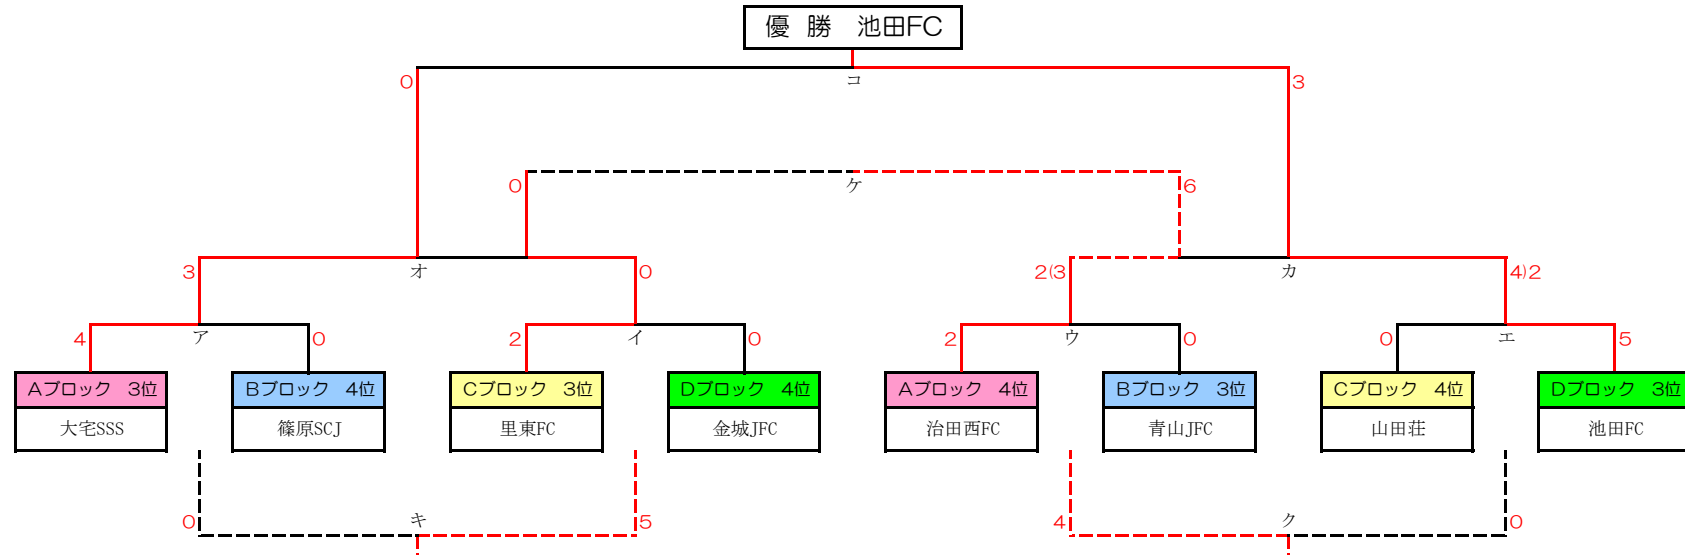 優 勝　池田FC
0 コ 3
0 ケ 6
3 オ 0 2(3 カ 4)2
4 ア 0 2 イ 0 2 ウ 0 0 エ 5
Aブロック　3位 Bブロック　4位 Cブロック　3位 Dブロック　4位 Aブロック　4位 Bブロック　3位 Cブロック　4位 Dブロック　3位
大宅SSS 篠原SCJ 里東FC 金城JFC 治田西FC 青山JFC 山田荘 池田FC
0 キ 5 4 ク 0